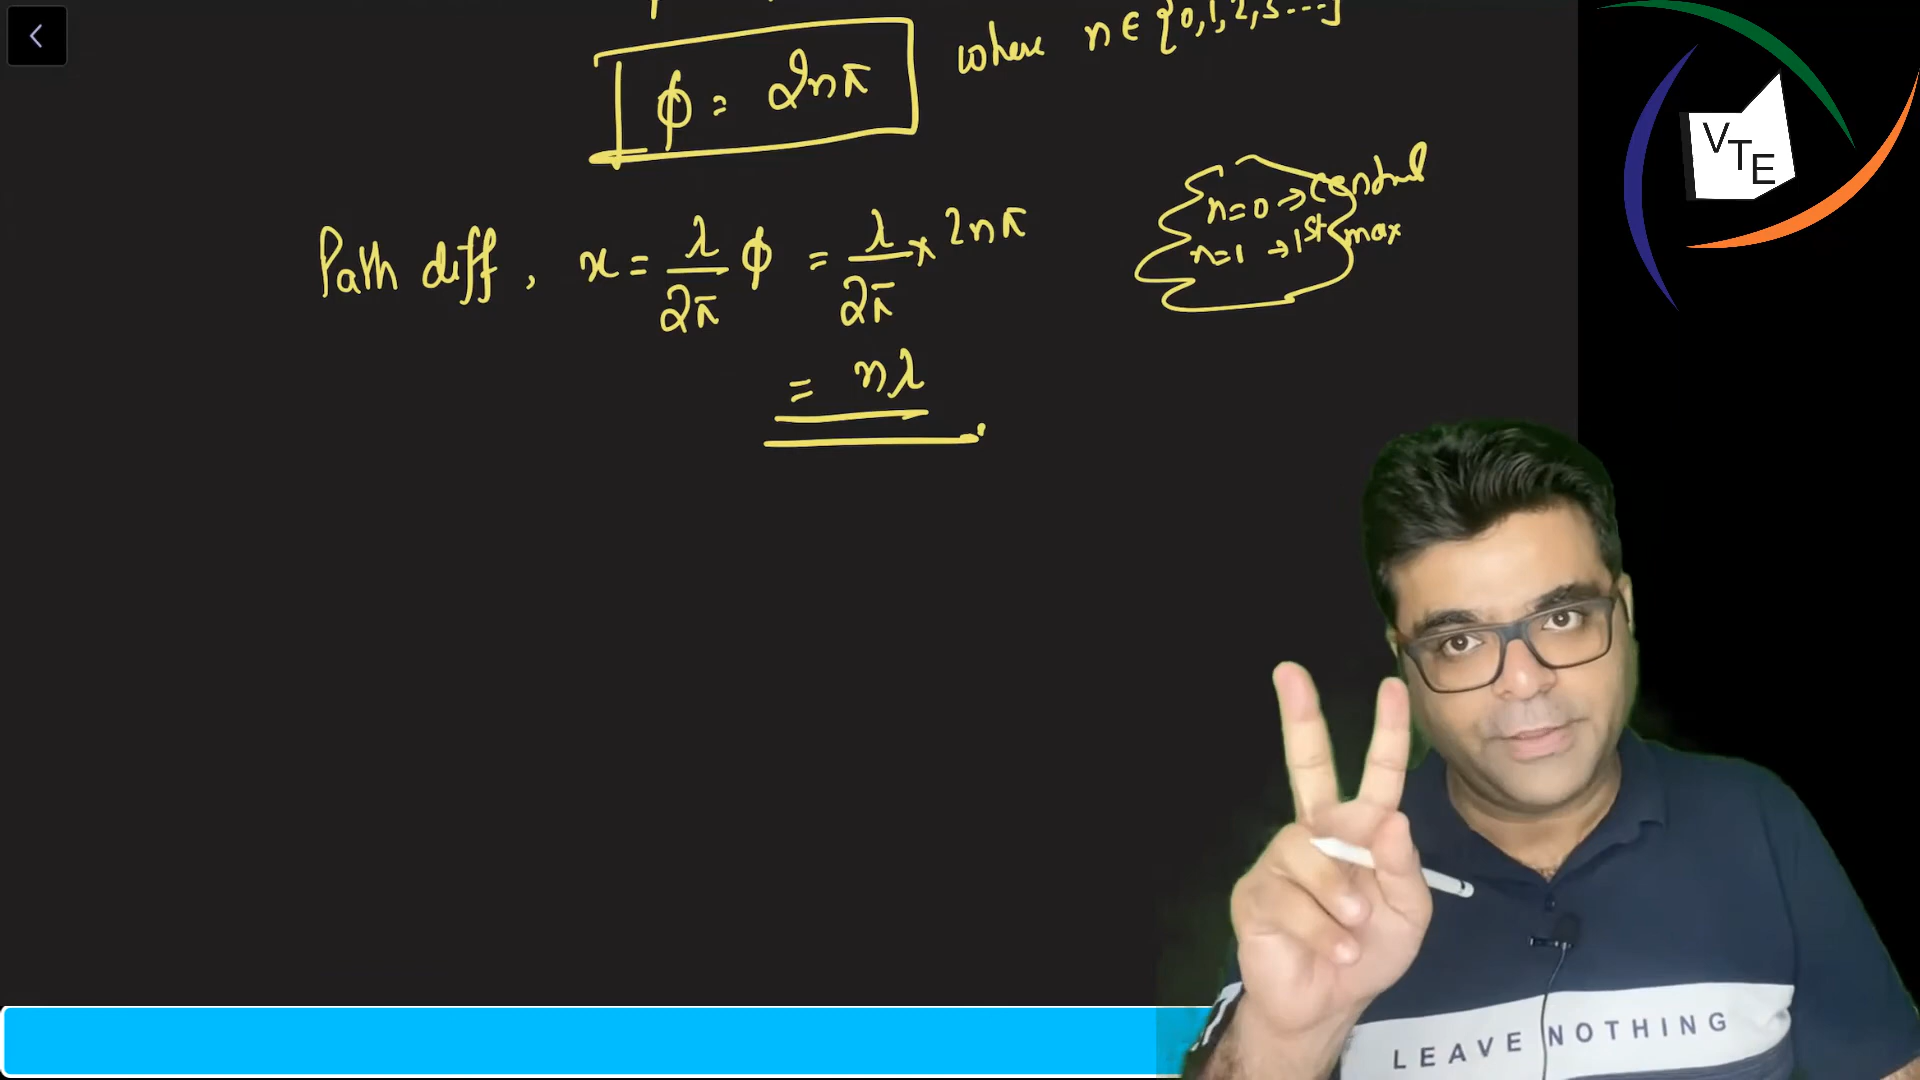 φ = 2nπ where n ∈ {0,1,2,3...}
Path diff, x = λ/2π φ = λ/2π × 2nπ
= nλ
n=0 → central
n=1 → 1st max
VTE
LEAVE NOTHING